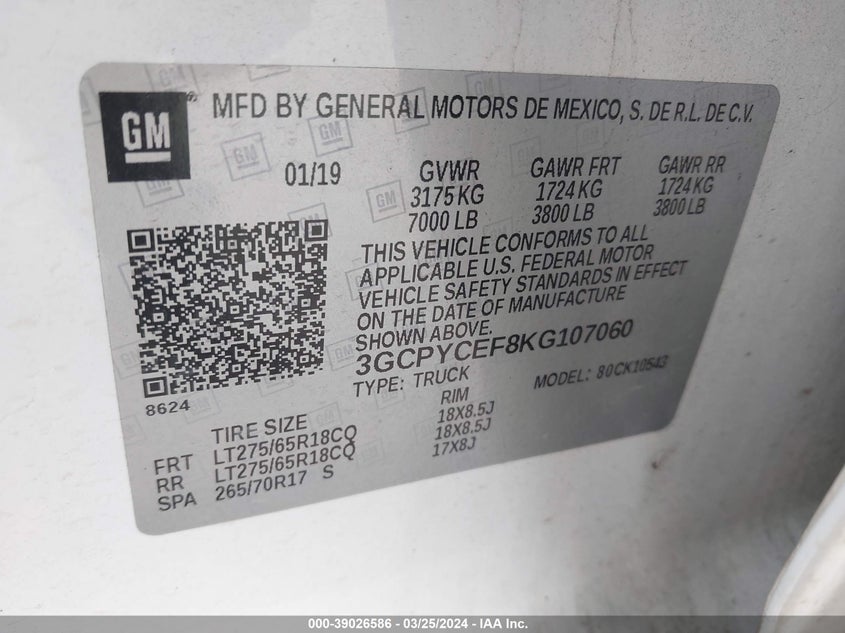 GM
MFD BY GENERAL MOTORS DE MEXICO, S. DE R.L. DE C.V.
01/19 GVWR GAWR FRT GAWR RR
3175 KG 1724 KG 1724 KG
7000 LB 3800 LB 3800 LB
THIS VEHICLE CONFORMS TO ALL
APPLICABLE U.S. FEDERAL MOTOR
VEHICLE SAFETY STANDARDS IN EFFECT
ON THE DATE OF MANUFACTURE
SHOWN ABOVE.
3GCPYCEF8KG107060
8624 TYPE: TRUCK MODEL: 80CK10543
TIRE SIZE RIM
FRT LT275/65R18CQ 18X8.5J
RR LT275/65R18CQ 18X8.5J
SPA 265/70R17 S 17X8J
000-39026586 - 03/25/2024 - IAA Inc.